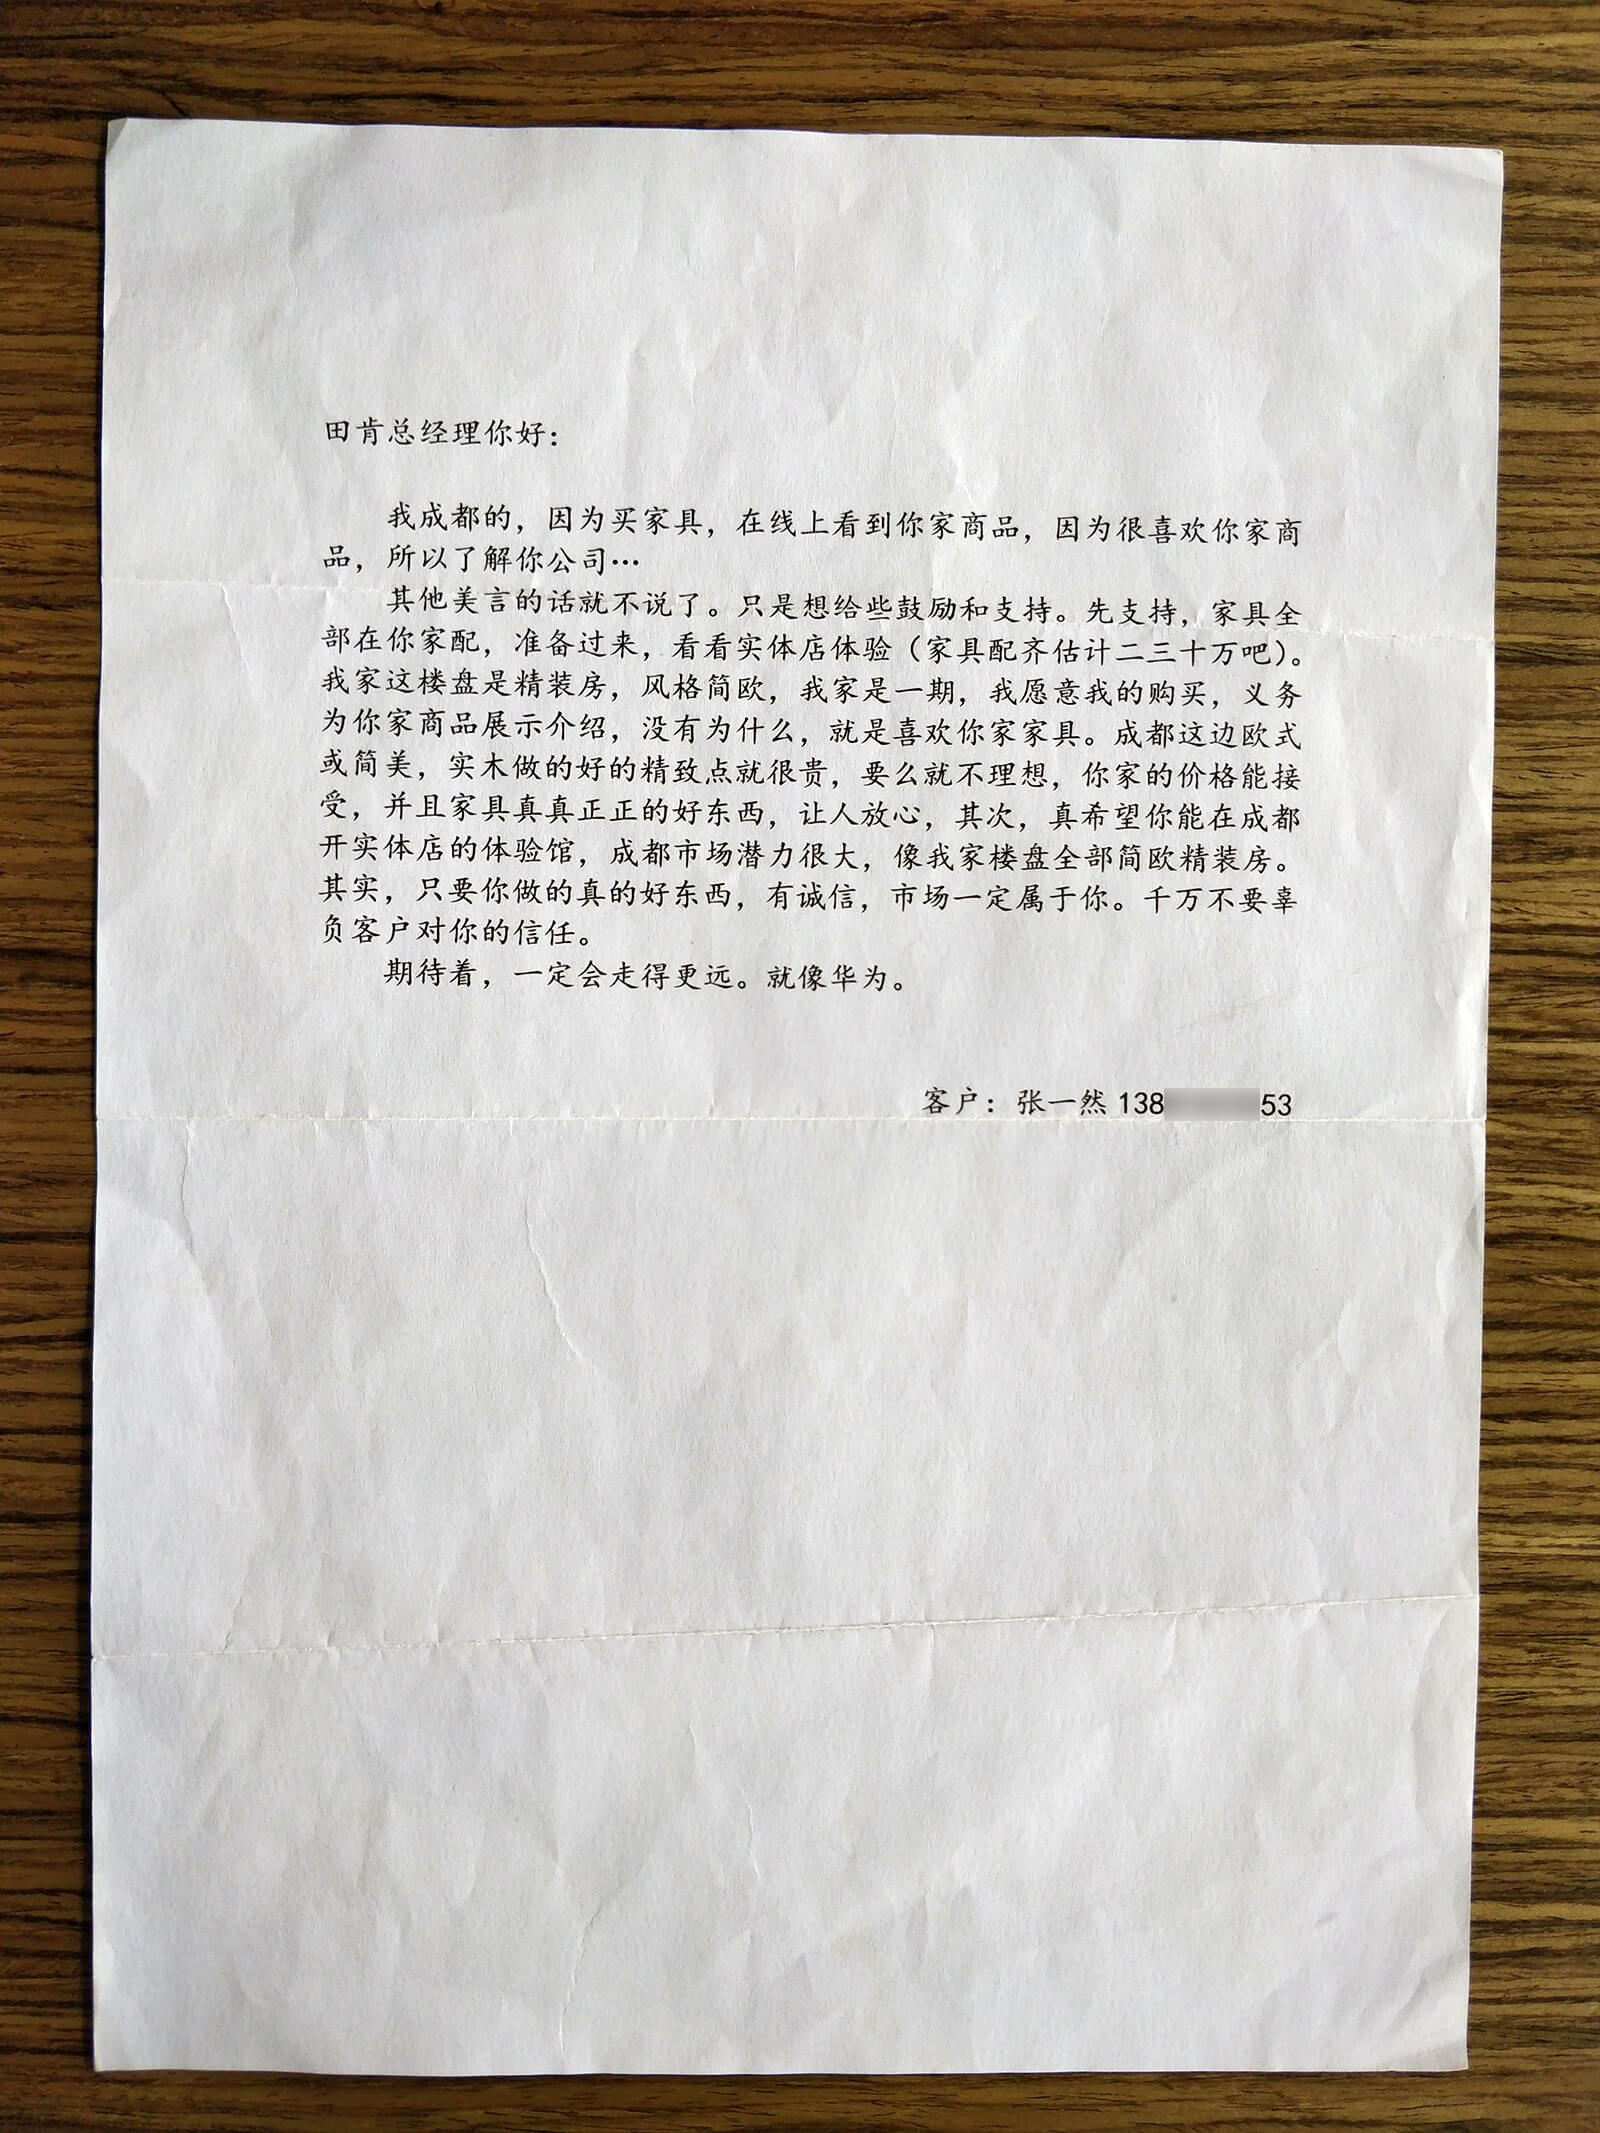 田肯总经理你好：
我成都的，因为买家具，在线上看到你家商品，因为很喜欢你家商
品，所以了解你公司…
其他美言的话就不说了。只是想给些鼓励和支持。先支持，家具全
部在你家配，准备过来，看看实体店体验（家具配齐估计二三十万吧）。
我家这楼盘是精装房，风格简欧，我家是一期，我愿意我的购买，义务
为你家商品展示介绍，没有为什么，就是喜欢你家家具。成都这边欧式
或简美，实木做的好的精致点就很贵，要么就不理想，你家的价格能接
受，并且家具真真正正的好东西，让人放心，其次，真希望你能在成都
开实体店的体验馆，成都市场潜力很大，像我家楼盘全部简欧精装房。
其实，只要你做的真的好东西，有诚信，市场一定属于你。千万不要辜
负客户对你的信任。
期待着，一定会走得更远。就像华为。
客户：张一然 138 53